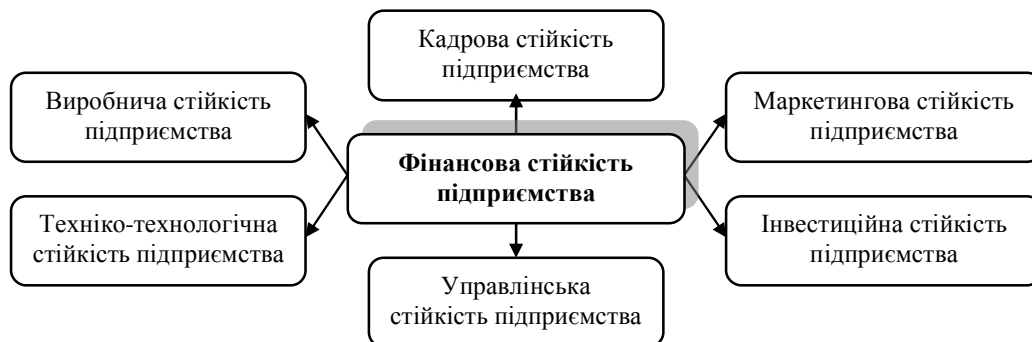 Кадрова стійкість
підприємства
Виробнича стійкість
підприємства
Маркетингова стійкість
підприємства
Фінансова стійкість
підприємства
Техніко-технологічна
стійкість підприємства
Інвестиційна стійкість
підприємства
Управлінська
стійкість підприємства